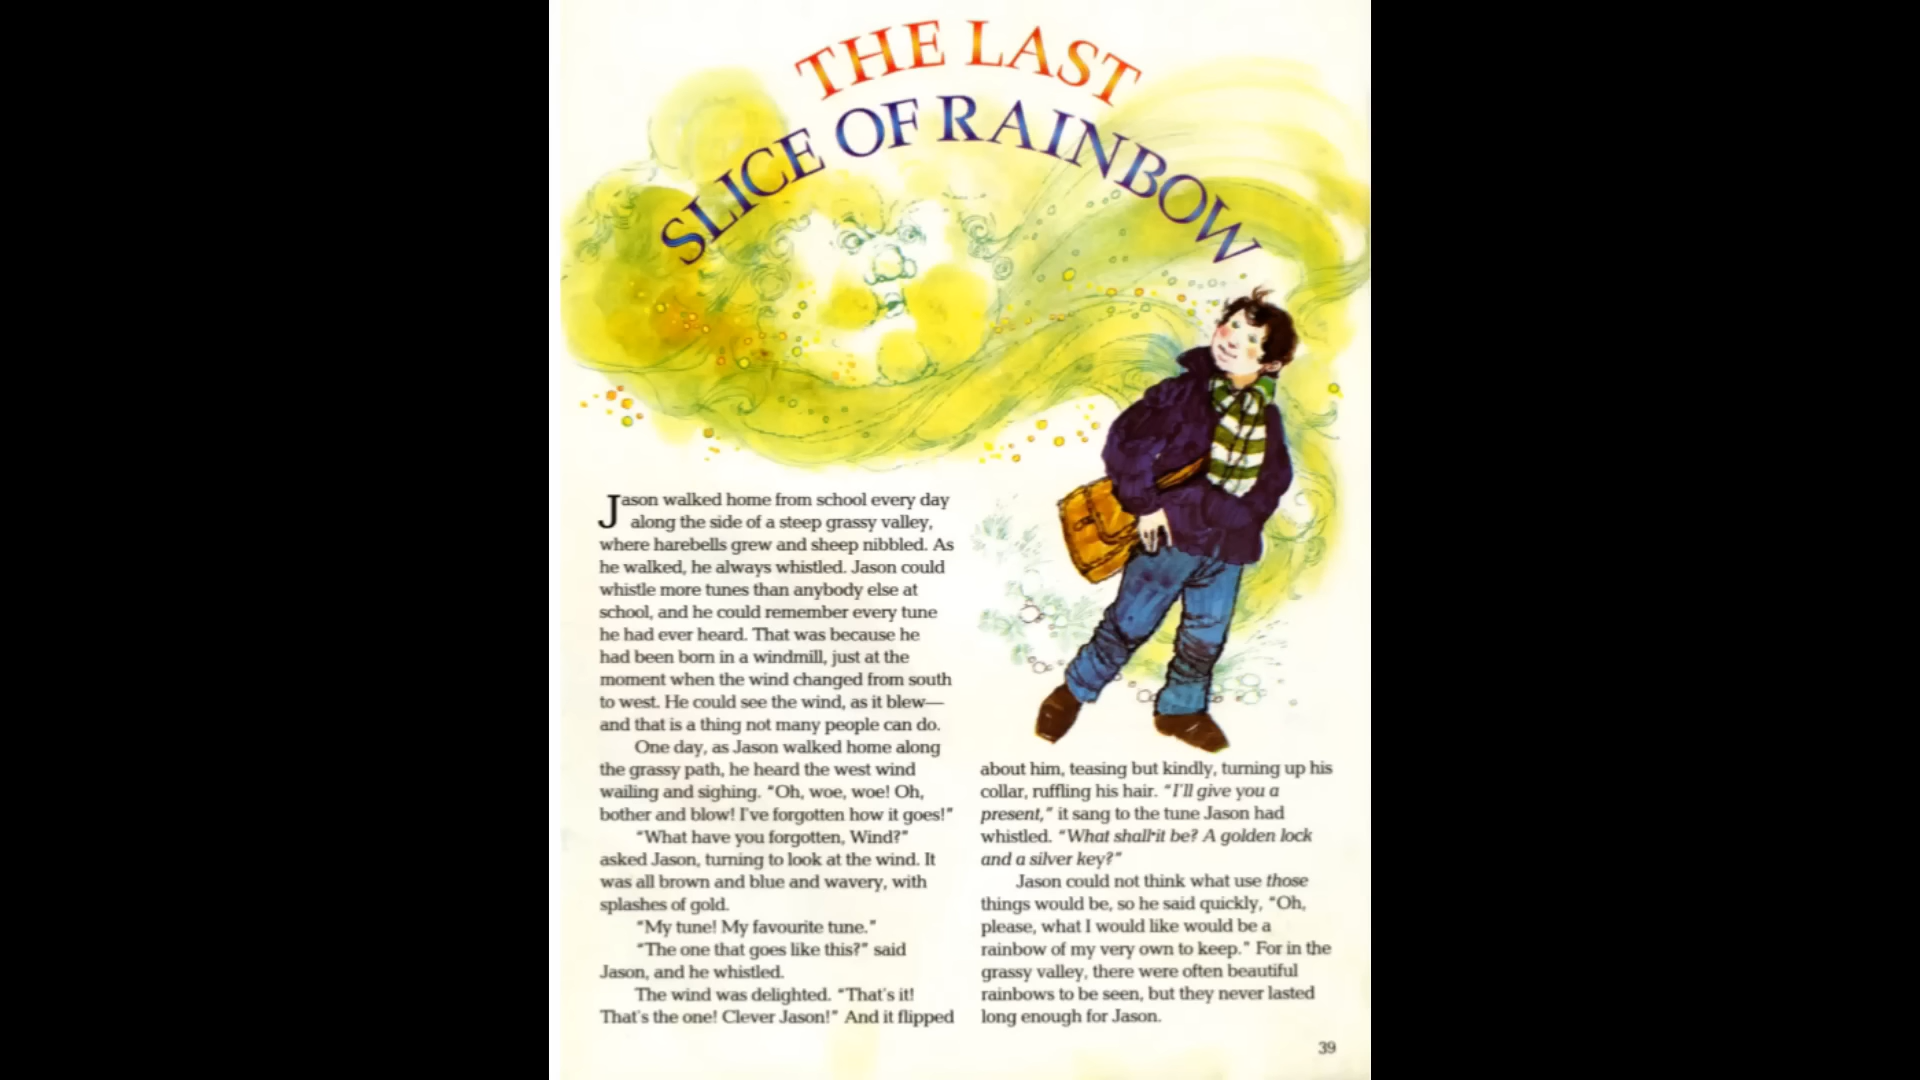 THE LAST
SLICE OF RAINBOW
Jason walked home from school every day
along the side of a steep grassy valley,
where harebells grew and sheep nibbled. As
he walked, he always whistled. Jason could
whistle more tunes than anybody else at
school, and he could remember every tune
he had ever heard. That was because he
had been born in a windmill, just at the
moment when the wind changed from south
to west. He could see the wind, as it blew—
and that is a thing not many people can do.
One day, as Jason walked home along
the grassy path, he heard the west wind
wailing and sighing. "Oh, woe, woe! Oh,
bother and blow! I've forgotten how it goes!"
"What have you forgotten, Wind?"
asked Jason, turning to look at the wind. It
was all brown and blue and wavery, with
splashes of gold.
"My tune! My favourite tune."
"The one that goes like this?" said
Jason, and he whistled.
The wind was delighted. "That's it!
That's the one! Clever Jason!" And it flipped
about him, teasing but kindly, turning up his
collar, ruffling his hair. "I'll give you a
present," it sang to the tune Jason had
whistled. "What shall it be? A golden lock
and a silver key?"
Jason could not think what use those
things would be, so he said quickly, "Oh,
please, what I would like would be a
rainbow of my very own to keep." For in the
grassy valley, there were often beautiful
rainbows to be seen, but they never lasted
long enough for Jason.
39